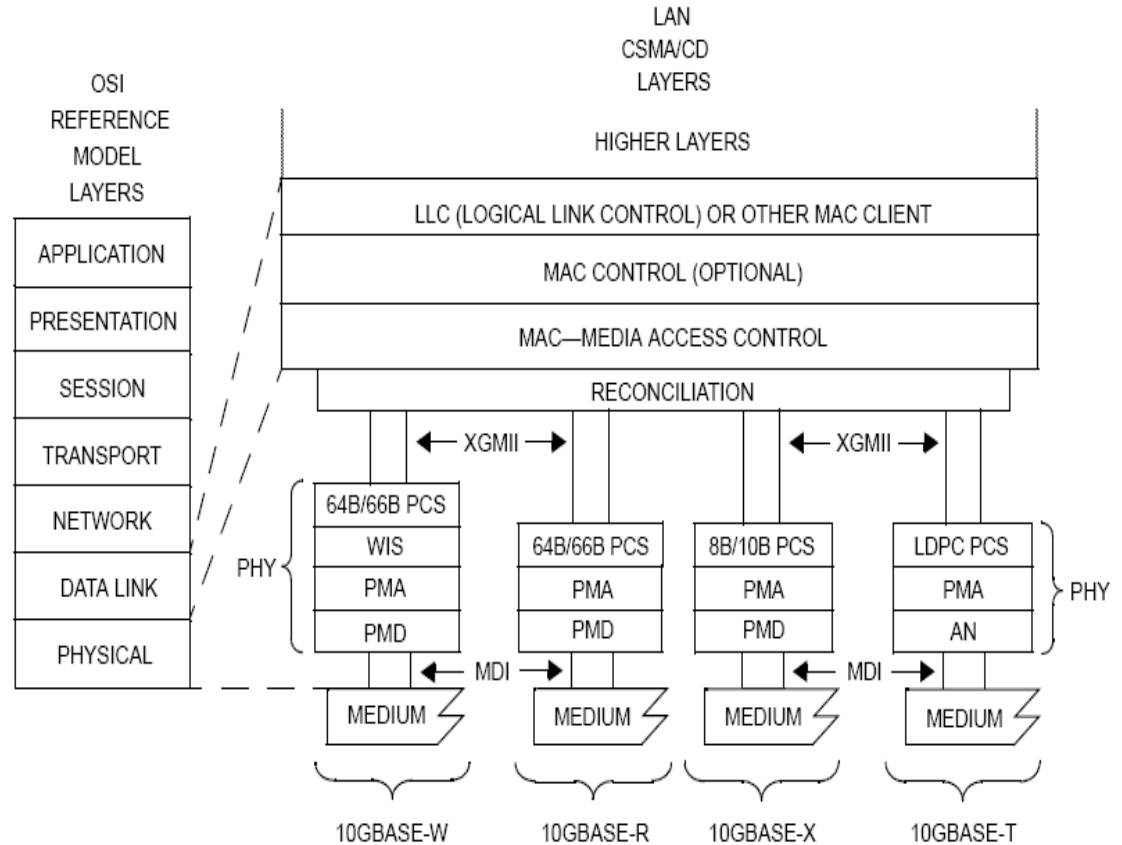 LAN
CSMA/CD
LAYERS
OSI
REFERENCE
MODEL
LAYERS
HIGHER LAYERS
LLC (LOGICAL LINK CONTROL) OR OTHER MAC CLIENT
MAC CONTROL (OPTIONAL)
MAC—MEDIA ACCESS CONTROL
RECONCILIATION
APPLICATION
PRESENTATION
SESSION
TRANSPORT
NETWORK
DATA LINK
PHYSICAL
XGMII
XGMII
PHY
64B/66B PCS
WIS
PMA
PMD
64B/66B PCS
PMA
PMD
8B/10B PCS
PMA
PMD
LDPC PCS
PMA
AN
PHY
MDI
MDI
MEDIUM
MEDIUM
MEDIUM
MEDIUM
10GBASE-W
10GBASE-R
10GBASE-X
10GBASE-T